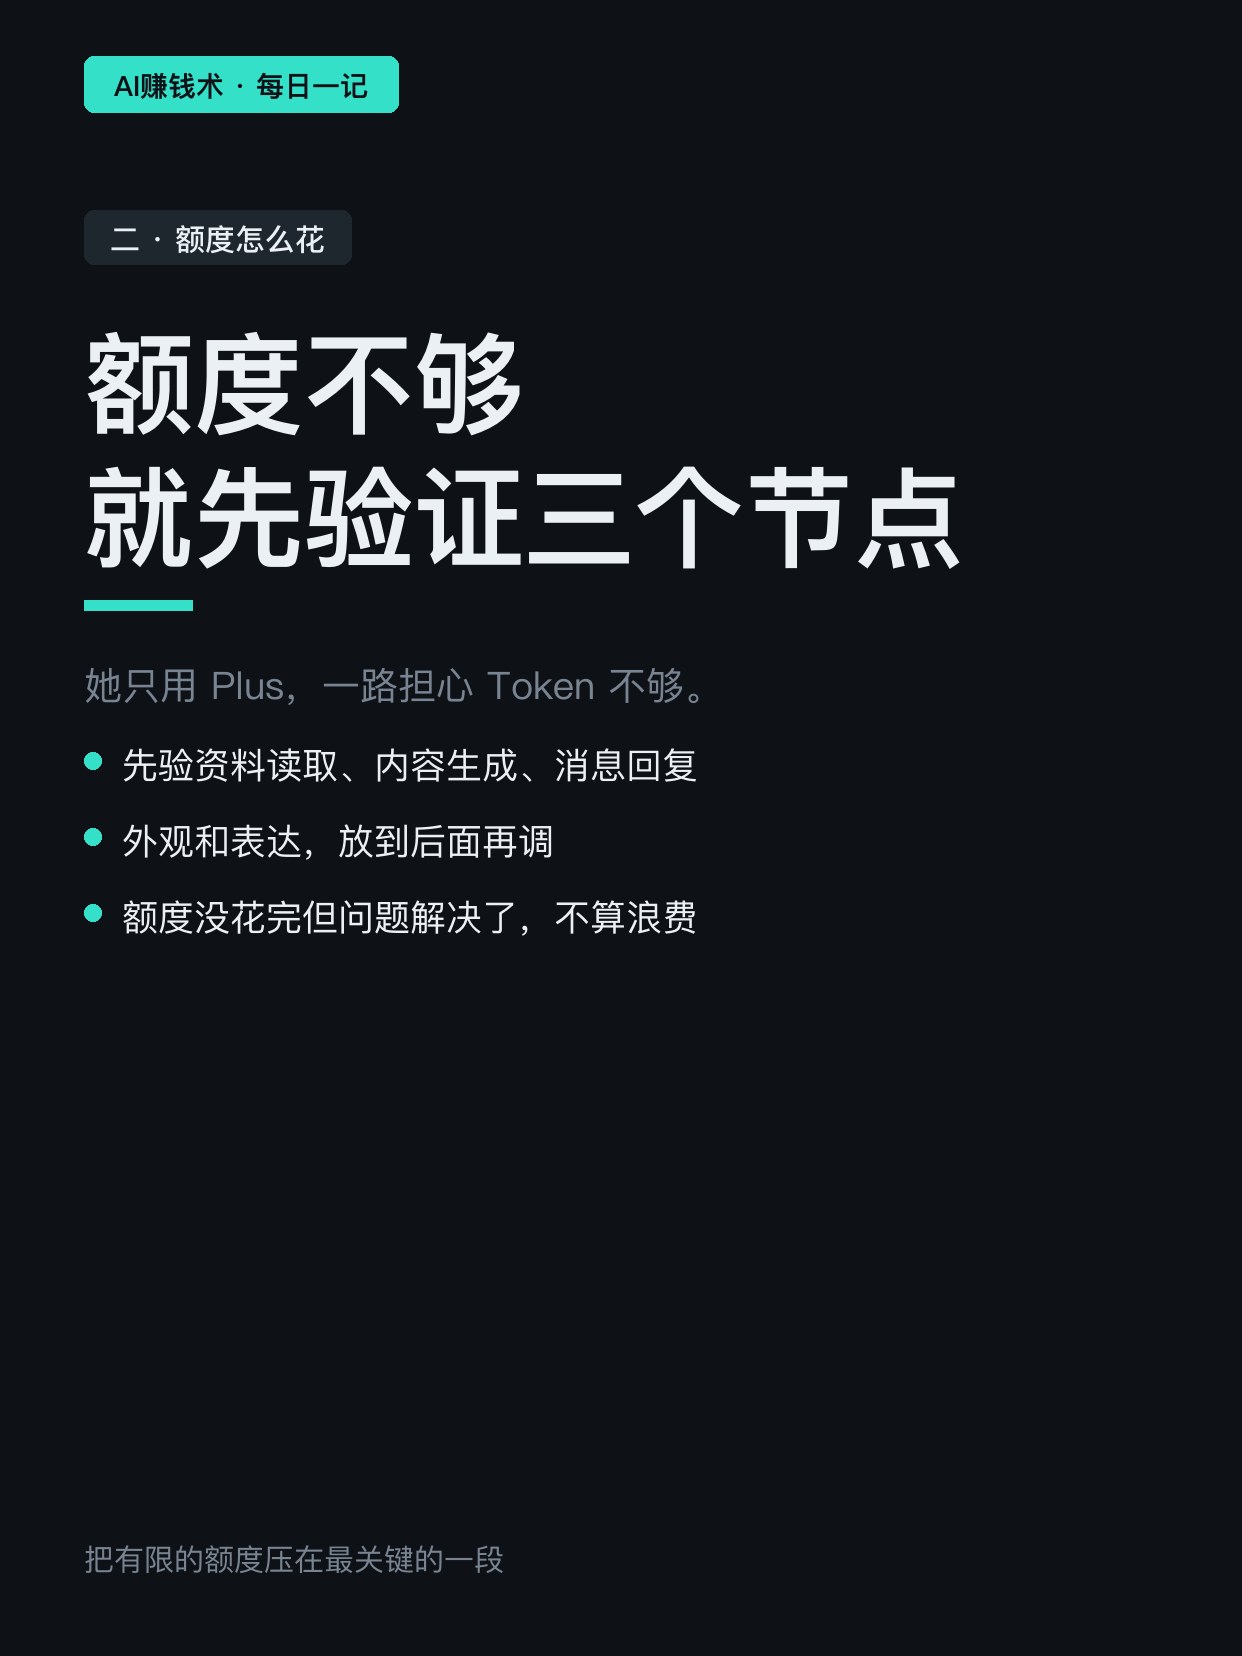 AI赚钱术 · 每日一记
二 · 额度怎么花
额度不够
就先验证三个节点
她只用 Plus，一路担心 Token 不够。
先验资料读取、内容生成、消息回复
外观和表达，放到后面再调
额度没花完但问题解决了，不算浪费
把有限的额度压在最关键的一段